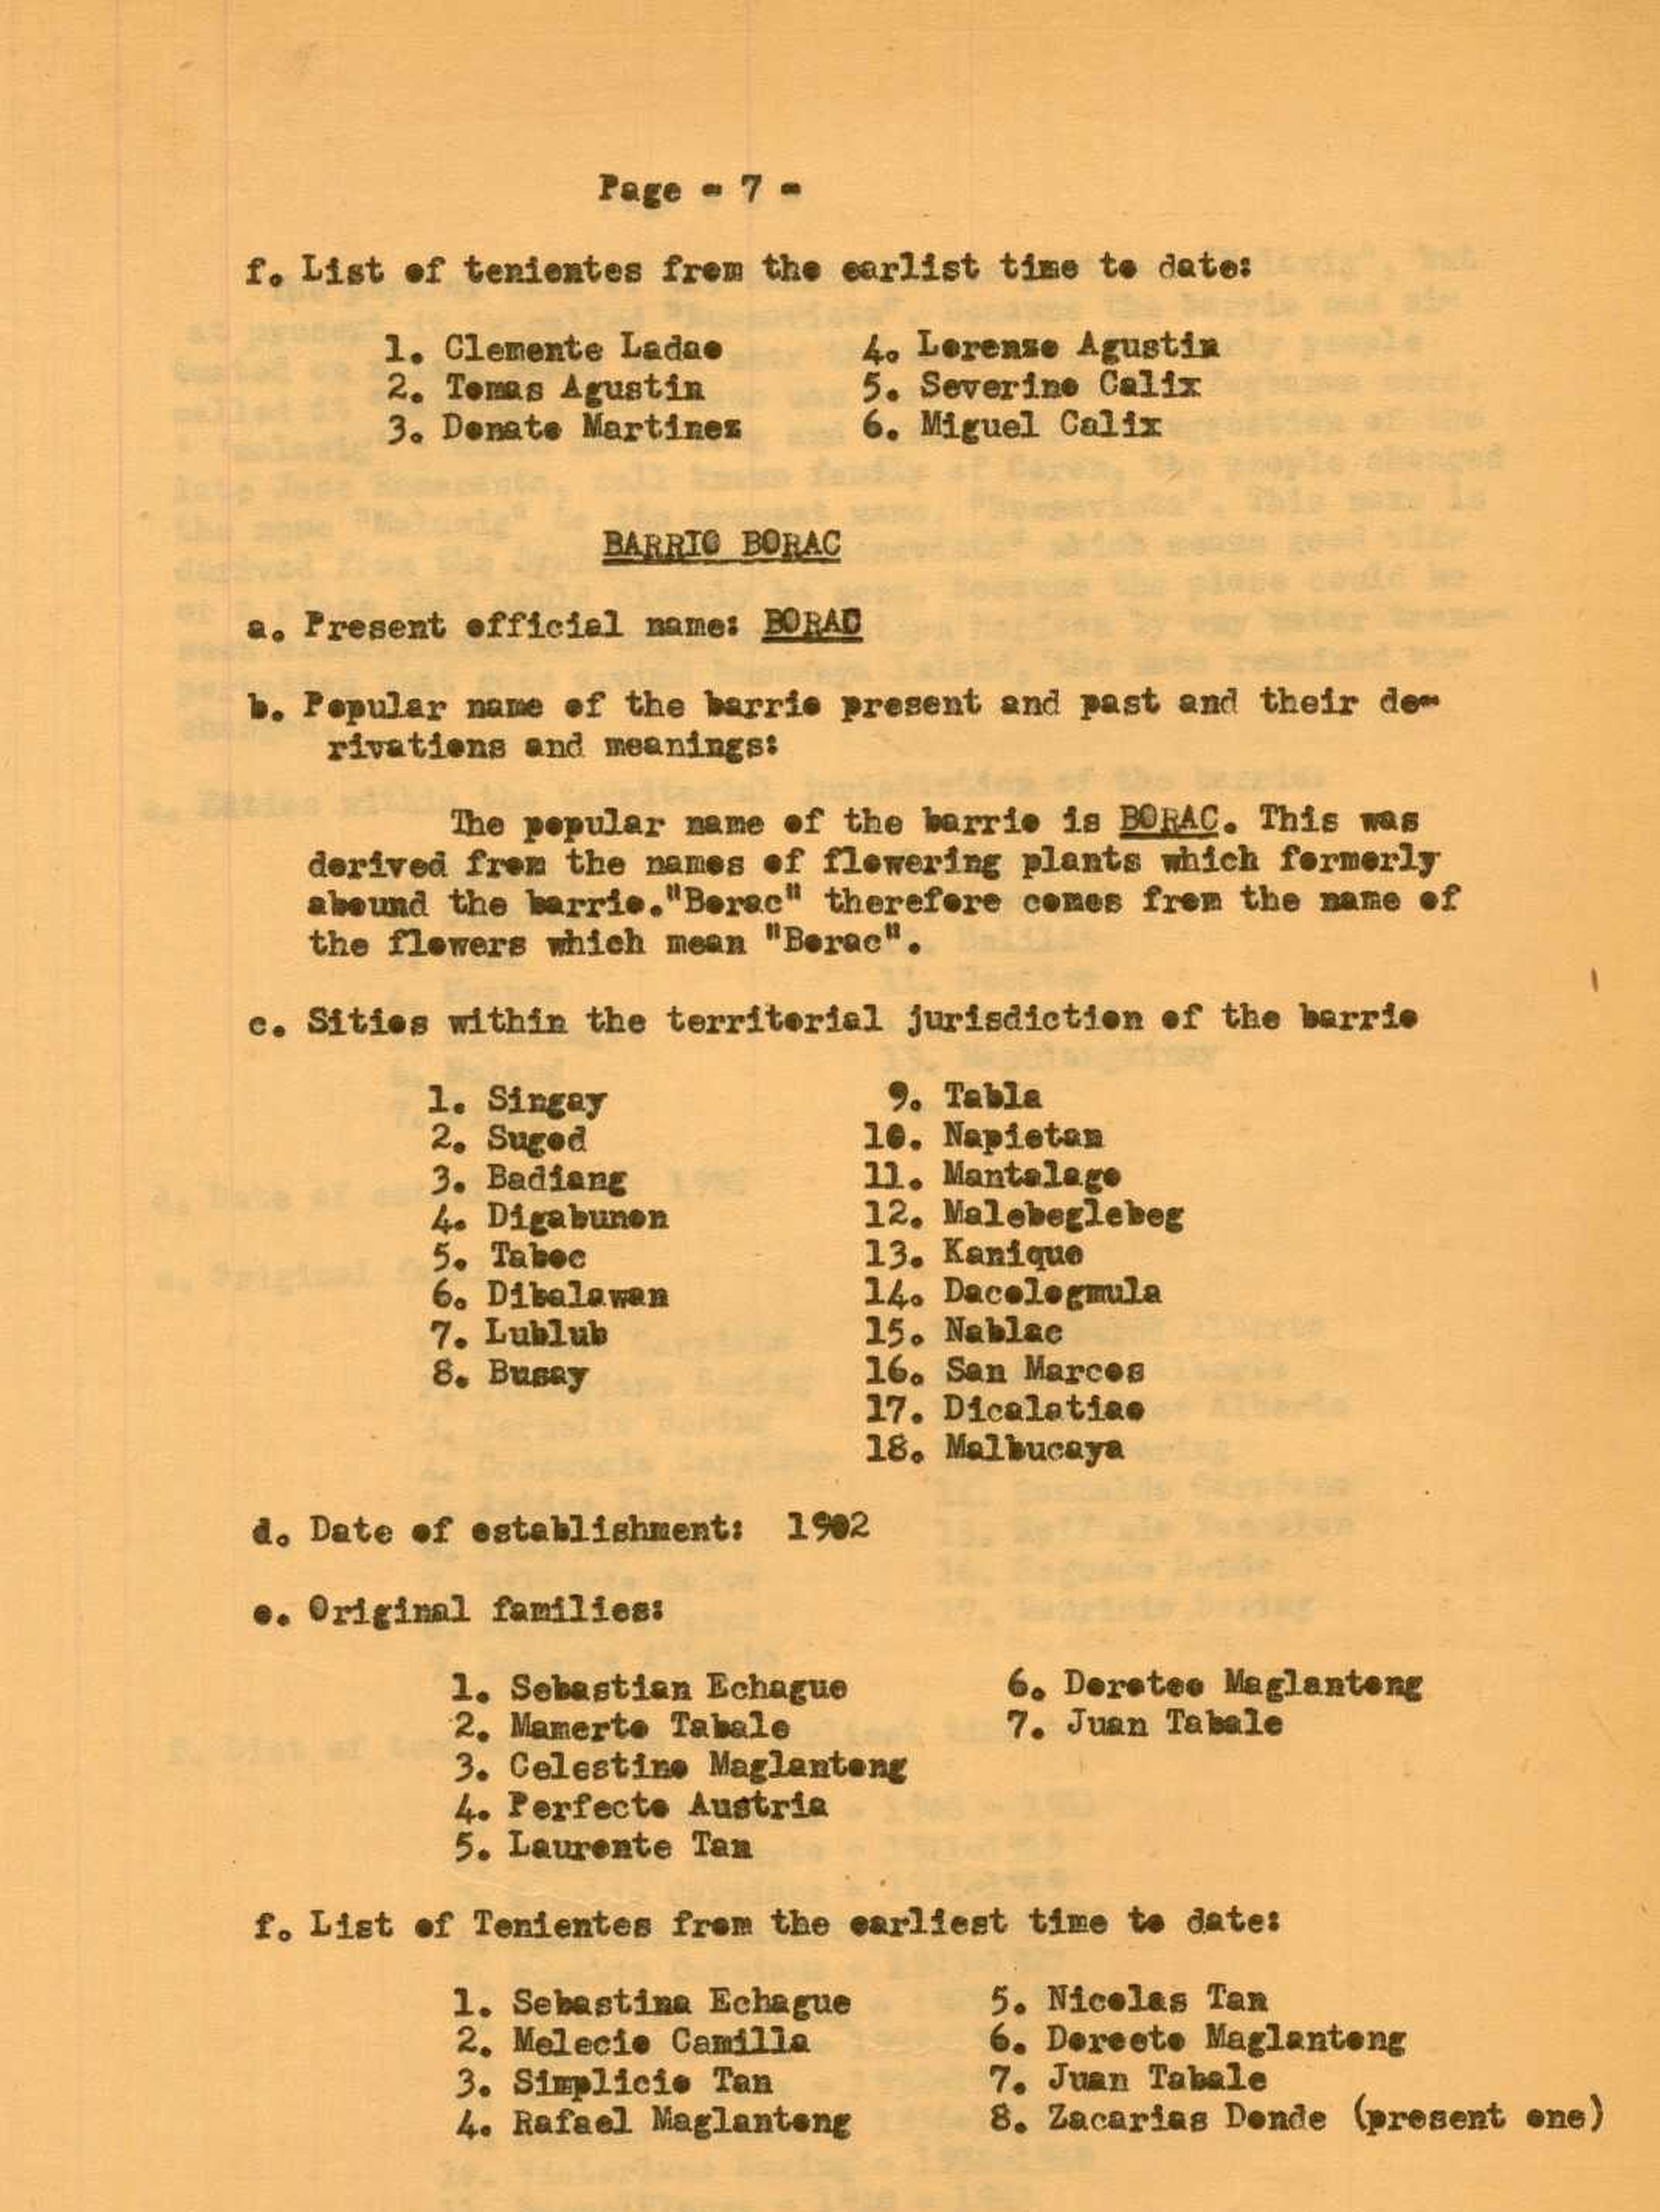 Page - 7 -
f. List of tenientes from the earlist time to date:
1. Clemente Ladao
2. Tomas Agustin
3. Donato Martinez
4. Lorenzo Agustin
5. Severino Calix
6. Miguel Calix
BARRIO BORAC
a. Present official name: BORAC
b. Popular name of the barrio present and past and their de-
rivations and meanings:
The popular name of the barrio is BORAC. This was
derived from the names of flowering plants which formerly
abound the barrio."Borac" therefore comes from the name of
the flowers which mean "Borac".
c. Sitios within the territorial jurisdiction of the barrio
1. Singay
2. Suged
3. Badiang
4. Digabunon
5. Taboc
6. Dibalawan
7. Lublub
8. Busay
9. Tabla
10. Napiotan
11. Mantalago
12. Maloboglobog
13. Kanique
14. Dacologmula
15. Nablac
16. San Marcos
17. Dicalatiao
18. Malbucaya
d. Date of establishment: 1902
e. Original families:
1. Sebastian Echague
2. Mamerto Tabale
3. Celestino Maglantong
4. Perfecto Austria
5. Laurente Tan
6. Doroteo Maglantong
7. Juan Tabale
f. List of Tenientes from the earliest time to date:
1. Sebastina Echague
2. Melecio Camilla
3. Simplicio Tan
4. Rafael Maglantong
5. Nicolas Tan
6. Doreeto Maglantong
7. Juan Tabale
8. Zacarias Donde (present one)